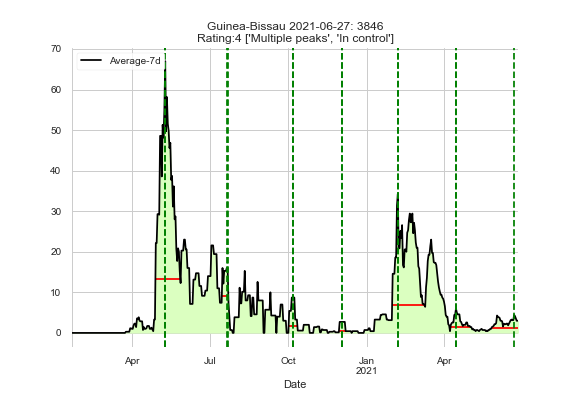 Guinea-Bissau 2021-06-27: 3846
Rating:4 ['Multiple peaks', 'In control']
Average-7d
70
60
50
40
30
20
10
0
Apr
Jul
Oct
Jan
2021
Apr
Date